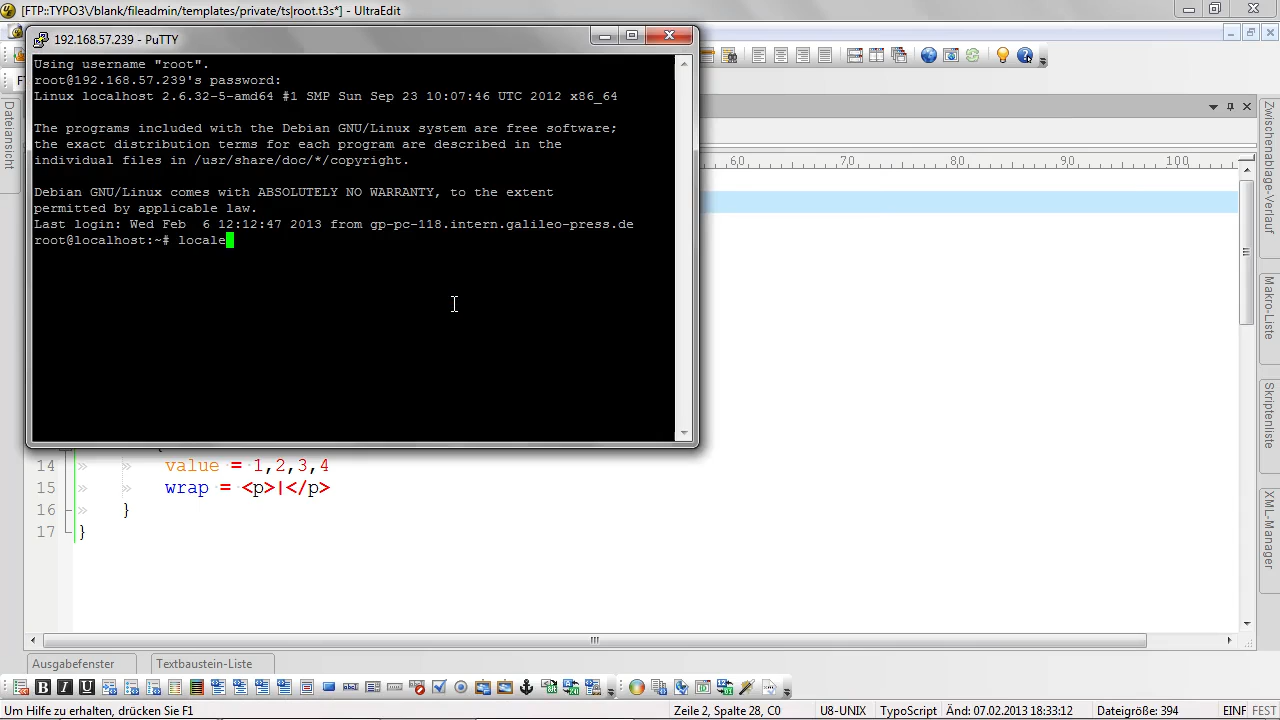 [FTP::TYPO3\/blank/fileadmin/templates/private/ts|root.t3s*] - UltraEdit
192.168.57.239 - PuTTY
Using username "root".
root@192.168.57.239's password:
Linux localhost 2.6.32-5-amd64 #1 SMP Sun Sep 23 10:07:46 UTC 2012 x86_64
The programs included with the Debian GNU/Linux system are free software;
the exact distribution terms for each program are described in the
individual files in /usr/share/doc/*/copyright.
Debian GNU/Linux comes with ABSOLUTELY NO WARRANTY, to the extent
permitted by applicable law.
Last login: Wed Feb  6 12:12:47 2013 from gp-pc-118.intern.galileo-press.de
root@localhost:~# locale
Dateiansicht
60 70 80 90 100
Zwischenablage-Verlauf
Makro-Liste
Skriptenliste
XML-Manager
14 value = 1,2,3,4
15 wrap = <p>|</p>
16 }
17 }
Ausgabefenster Textbaustein-Liste
B I U
Um Hilfe zu erhalten, drücken Sie F1 Zeile 2, Spalte 28, C0 U8-UNIX TypoScript Änd: 07.02.2013 18:33:12 Dateigröße: 394 EINF FEST